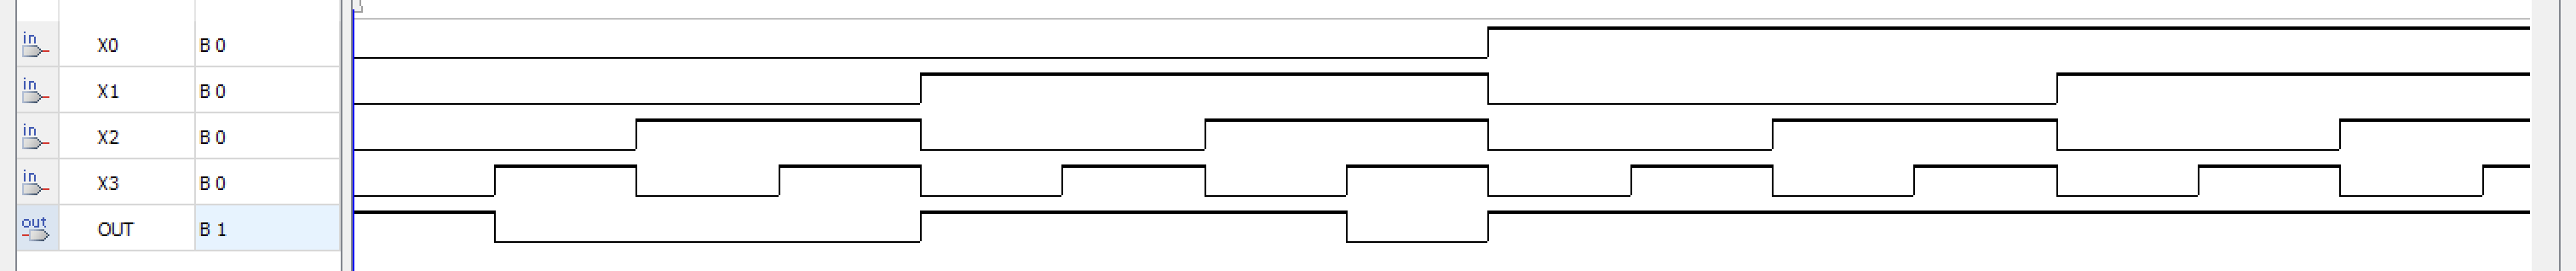 in X0 B 0
in X1 B 0
in X2 B 0
in X3 B 0
out OUT B 1